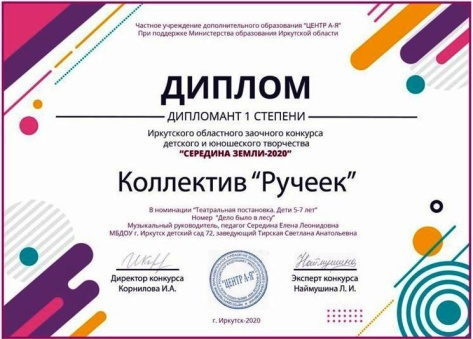 Частное учреждение дополнительного образования "ЦЕНТР А-Я"
При поддержке Министерства образования Иркутской области
ДИПЛОМ
ДИПЛОМАНТ 1 СТЕПЕНИ
Иркутского областного заочного конкурса
детского и юношеского творчества
"СЕРЕДИНА ЗЕМЛИ-2020"
Коллектив "Ручеек"
В номинации "Театральная постановка, Дети 5-7 лет"
Номер "Дело было в лесу"
Музыкальный руководитель, педагог Середина Елена Леонидовна
МБДОУ г. Иркутск детский сад 72, заведующий Тирская Светлана Анатольевна
Директор конкурса
Корнилова И.А.
"ЦЕНТР А-Я"
Наймушина
Эксперт конкурса
Наймушина Л. И.
г. Иркутск-2020